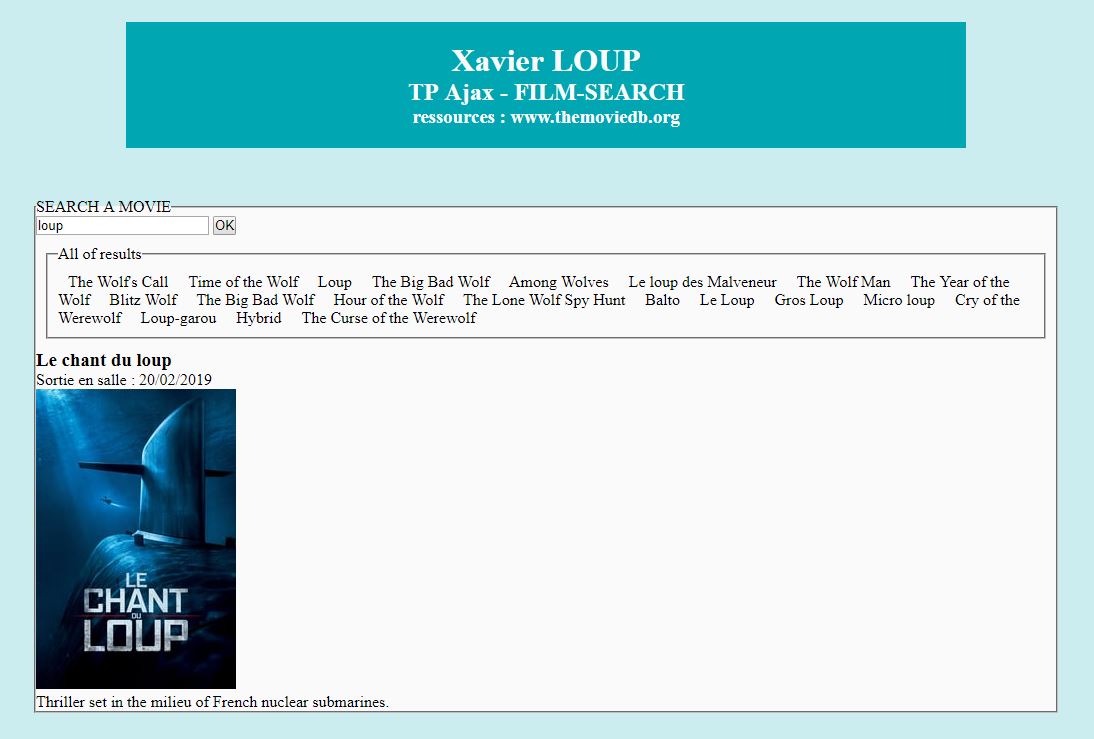 Xavier LOUP
TP Ajax - FILM-SEARCH
ressources : www.themoviedb.org
SEARCH A MOVIE
loup OK
All of results
The Wolf's Call Time of the Wolf Loup The Big Bad Wolf Among Wolves Le loup des Malveneur The Wolf Man The Year of the
Wolf Blitz Wolf The Big Bad Wolf Hour of the Wolf The Lone Wolf Spy Hunt Balto Le Loup Gros Loup Micro loup Cry of the
Werewolf Loup-garou Hybrid The Curse of the Werewolf
Le chant du loup
Sortie en salle : 20/02/2019
LE
CHANT
DU
LOUP
Thriller set in the milieu of French nuclear submarines.